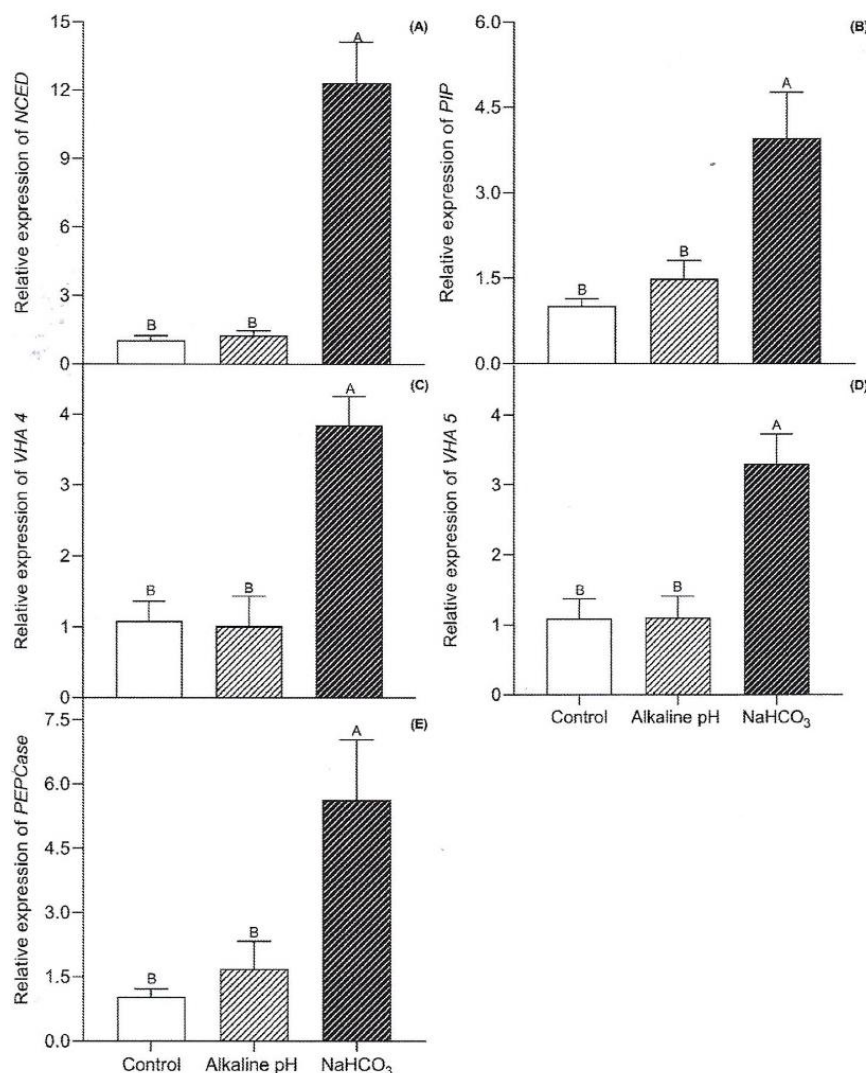 (A)
Relative expression of NCED
15
12
9
6
3
0
B
B
A
(B)
Relative expression of PIP
6.0
4.5
3.0
1.5
0.0
B
B
A
(C)
Relative expression of VHA 4
4
3
2
1
0
B
B
A
(D)
Relative expression of VHA 5
4
3
2
1
0
B
B
A
Control Alkaline pH NaHCO₃
(E)
Relative expression of PEPCase
7.5
6.0
4.5
3.0
1.5
0.0
B
B
A
Control Alkaline pH NaHCO₃